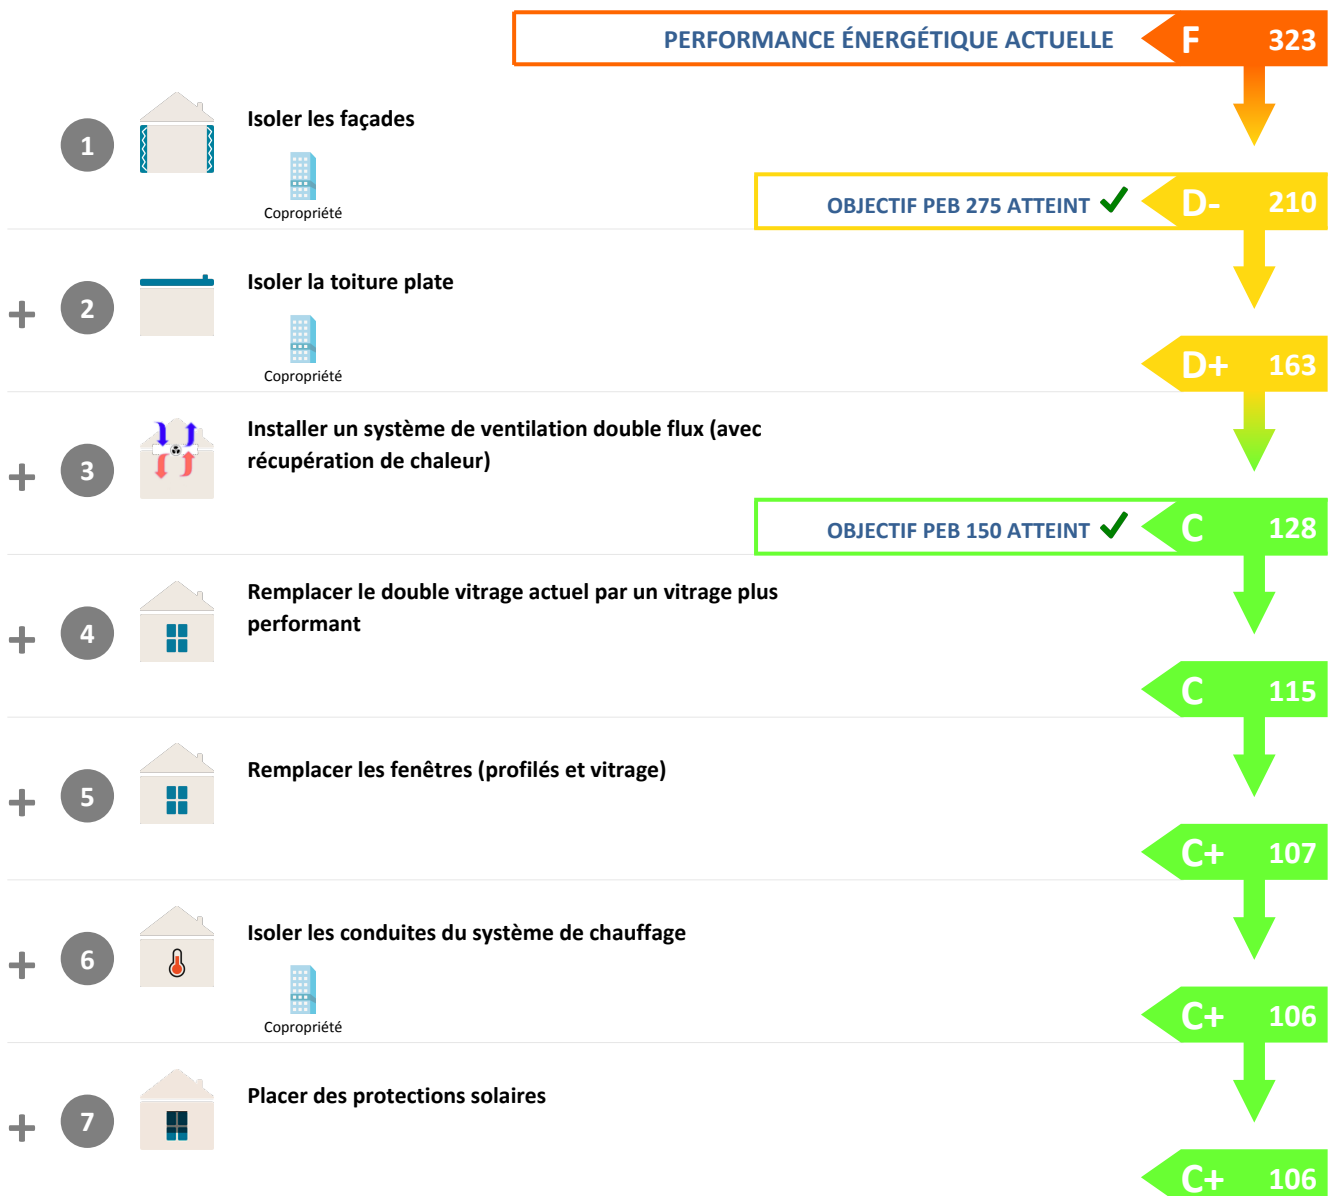 PERFORMANCE ÉNERGÉTIQUE ACTUELLE F 323
1 Isoler les façades
Copropriété
OBJECTIF PEB 275 ATTEINT D- 210
+ 2 Isoler la toiture plate
Copropriété
D+ 163
+ 3 Installer un système de ventilation double flux (avec
récupération de chaleur)
OBJECTIF PEB 150 ATTEINT C 128
+ 4 Remplacer le double vitrage actuel par un vitrage plus
performant
C 115
+ 5 Remplacer les fenêtres (profilés et vitrage)
C+ 107
+ 6 Isoler les conduites du système de chauffage
Copropriété
C+ 106
+ 7 Placer des protections solaires
C+ 106